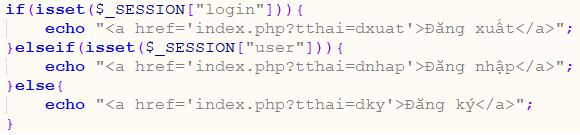 if(isset($_SESSION["login"])){
echo "<a href='index.php?tthai=dxuat'>Đăng xuất</a>";
}elseif(isset($_SESSION["user"])){
echo "<a href='index.php?tthai=dnhap'>Đăng nhập</a>";
}else{
echo "<a href='index.php?tthai=dky'>Đăng ký</a>";
}